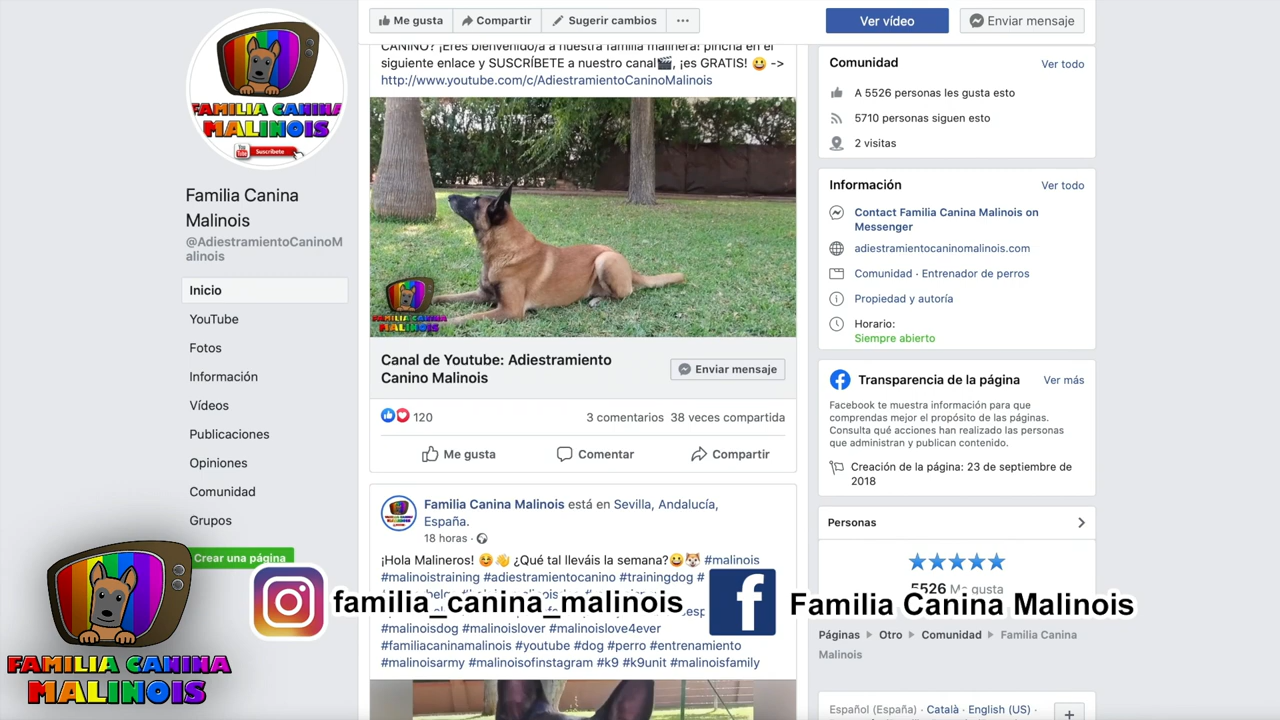 Me gusta
Compartir
Sugerir cambios
Ver vídeo
Enviar mensaje
FAMILIA CANINA
MALINOIS
You Tube Suscríbete
Familia Canina
Malinois
@AdiestramientoCaninoM
alinois
Inicio
YouTube
Fotos
Información
Vídeos
Publicaciones
Opiniones
Comunidad
Grupos
Crear una página
CANINO? ¡Eres bienvenido/a a nuestra familia malinera! pincha en el
siguiente enlace y SUSCRÍBETE a nuestro canal🎬, ¡es GRATIS! 😀 ->
http://www.youtube.com/c/AdiestramientoCaninoMalinois
FAMILIA CANINA
MALINOIS
Canal de Youtube: Adiestramiento
Canino Malinois
Enviar mensaje
120
3 comentarios 38 veces compartida
Me gusta
Comentar
Compartir
Familia Canina Malinois está en Sevilla, Andalucía,
España.
18 horas ·
¡Hola Malineros! ☺️👋 ¿Qué tal lleváis la semana?😀🐺 #malinois
#malinoistraining #adiestramientocanino #trainingdog #
#malinoisdog #malinoislover #malinoislove4ever
#familiacaninamalinois #youtube #dog #perro #entrenamiento
#malinoisarmy #malinoisofinstagram #k9 #k9unit #malinoisfamily
Comunidad
Ver todo
A 5526 personas les gusta esto
5710 personas siguen esto
2 visitas
Información
Ver todo
Contact Familia Canina Malinois on
Messenger
adiestramientocaninomalinois.com
Comunidad · Entrenador de perros
Propiedad y autoría
Horario:
Siempre abierto
Transparencia de la página
Ver más
Facebook te muestra información para que
comprendas mejor el propósito de las páginas.
Consulta qué acciones han realizado las personas
que administran y publican contenido.
Creación de la página: 23 de septiembre de
2018
Personas
5526 Me gusta
Páginas
Otro
Comunidad
Familia Canina
Malinois
Español (España) · Català · English (US) ·
FAMILIA CANINA
MALINOIS
familia_canina_malinois
Familia Canina Malinois